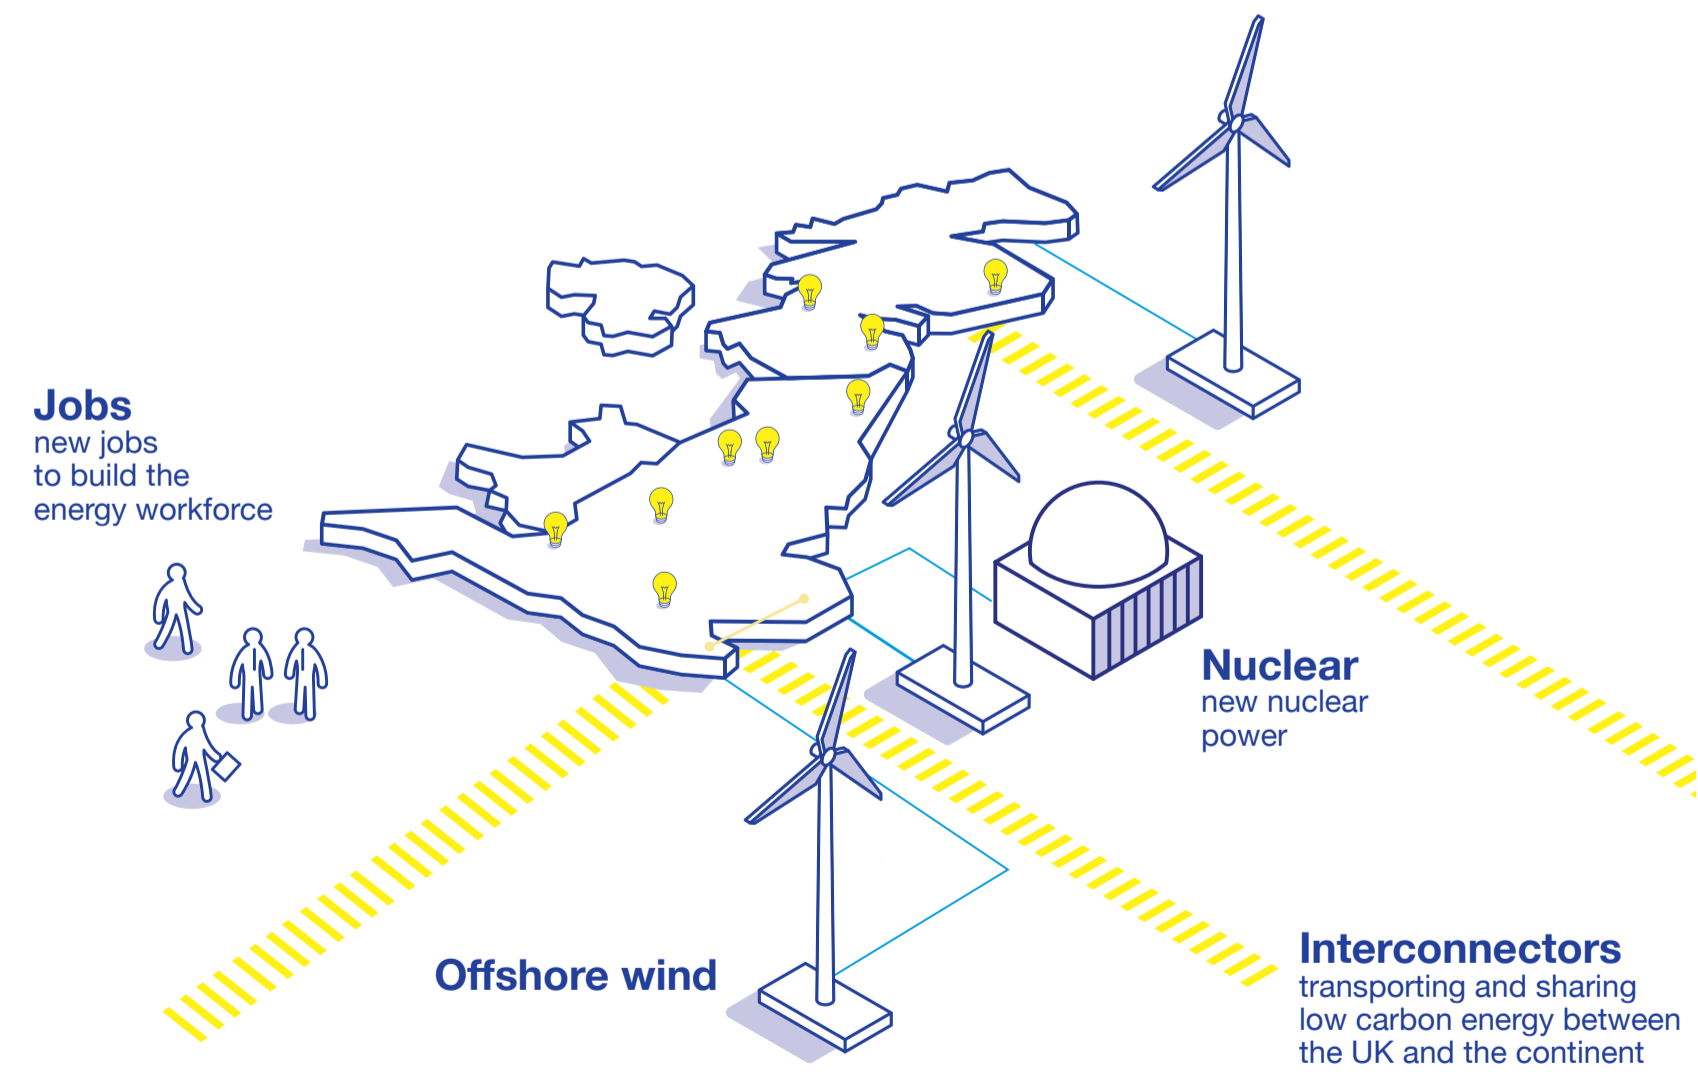 Jobs
new jobs
to build the
energy workforce
Nuclear
new nuclear
power
Offshore wind
Interconnectors
transporting and sharing
low carbon energy between
the UK and the continent